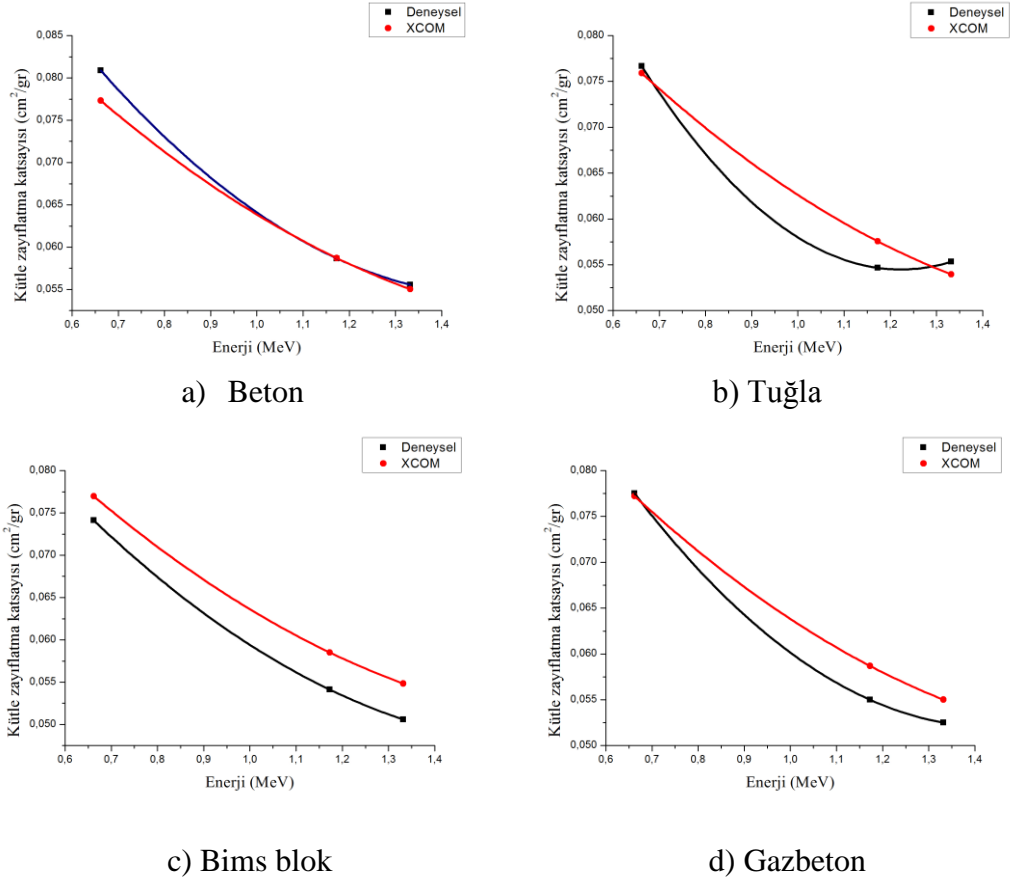 Deneysel
XCOM
0,085
0,080
0,075
0,070
0,065
0,060
0,055
Kütle zayıflatma katsayısı (cm²/gr)
0,6 0,7 0,8 0,9 1,0 1,1 1,2 1,3 1,4
Enerji (MeV)
a) Beton
Deneysel
XCOM
0,080
0,075
0,070
0,065
0,060
0,055
0,050
Kütle zayıflatma katsayısı (cm²/gr)
0,6 0,7 0,8 0,9 1,0 1,1 1,2 1,3 1,4
Enerji (MeV)
b) Tuğla
Deneysel
XCOM
0,080
0,075
0,070
0,065
0,060
0,055
0,050
Kütle zayıflatma katsayısı (cm²/gr)
0,6 0,7 0,8 0,9 1,0 1,1 1,2 1,3 1,4
Enerji (MeV)
c) Bims blok
Deneysel
XCOM
0,080
0,075
0,070
0,065
0,060
0,055
0,050
Kütle zayıflatma katsayısı (cm²/gr)
0,6 0,7 0,8 0,9 1,0 1,1 1,2 1,3 1,4
Enerji (MeV)
d) Gazbeton